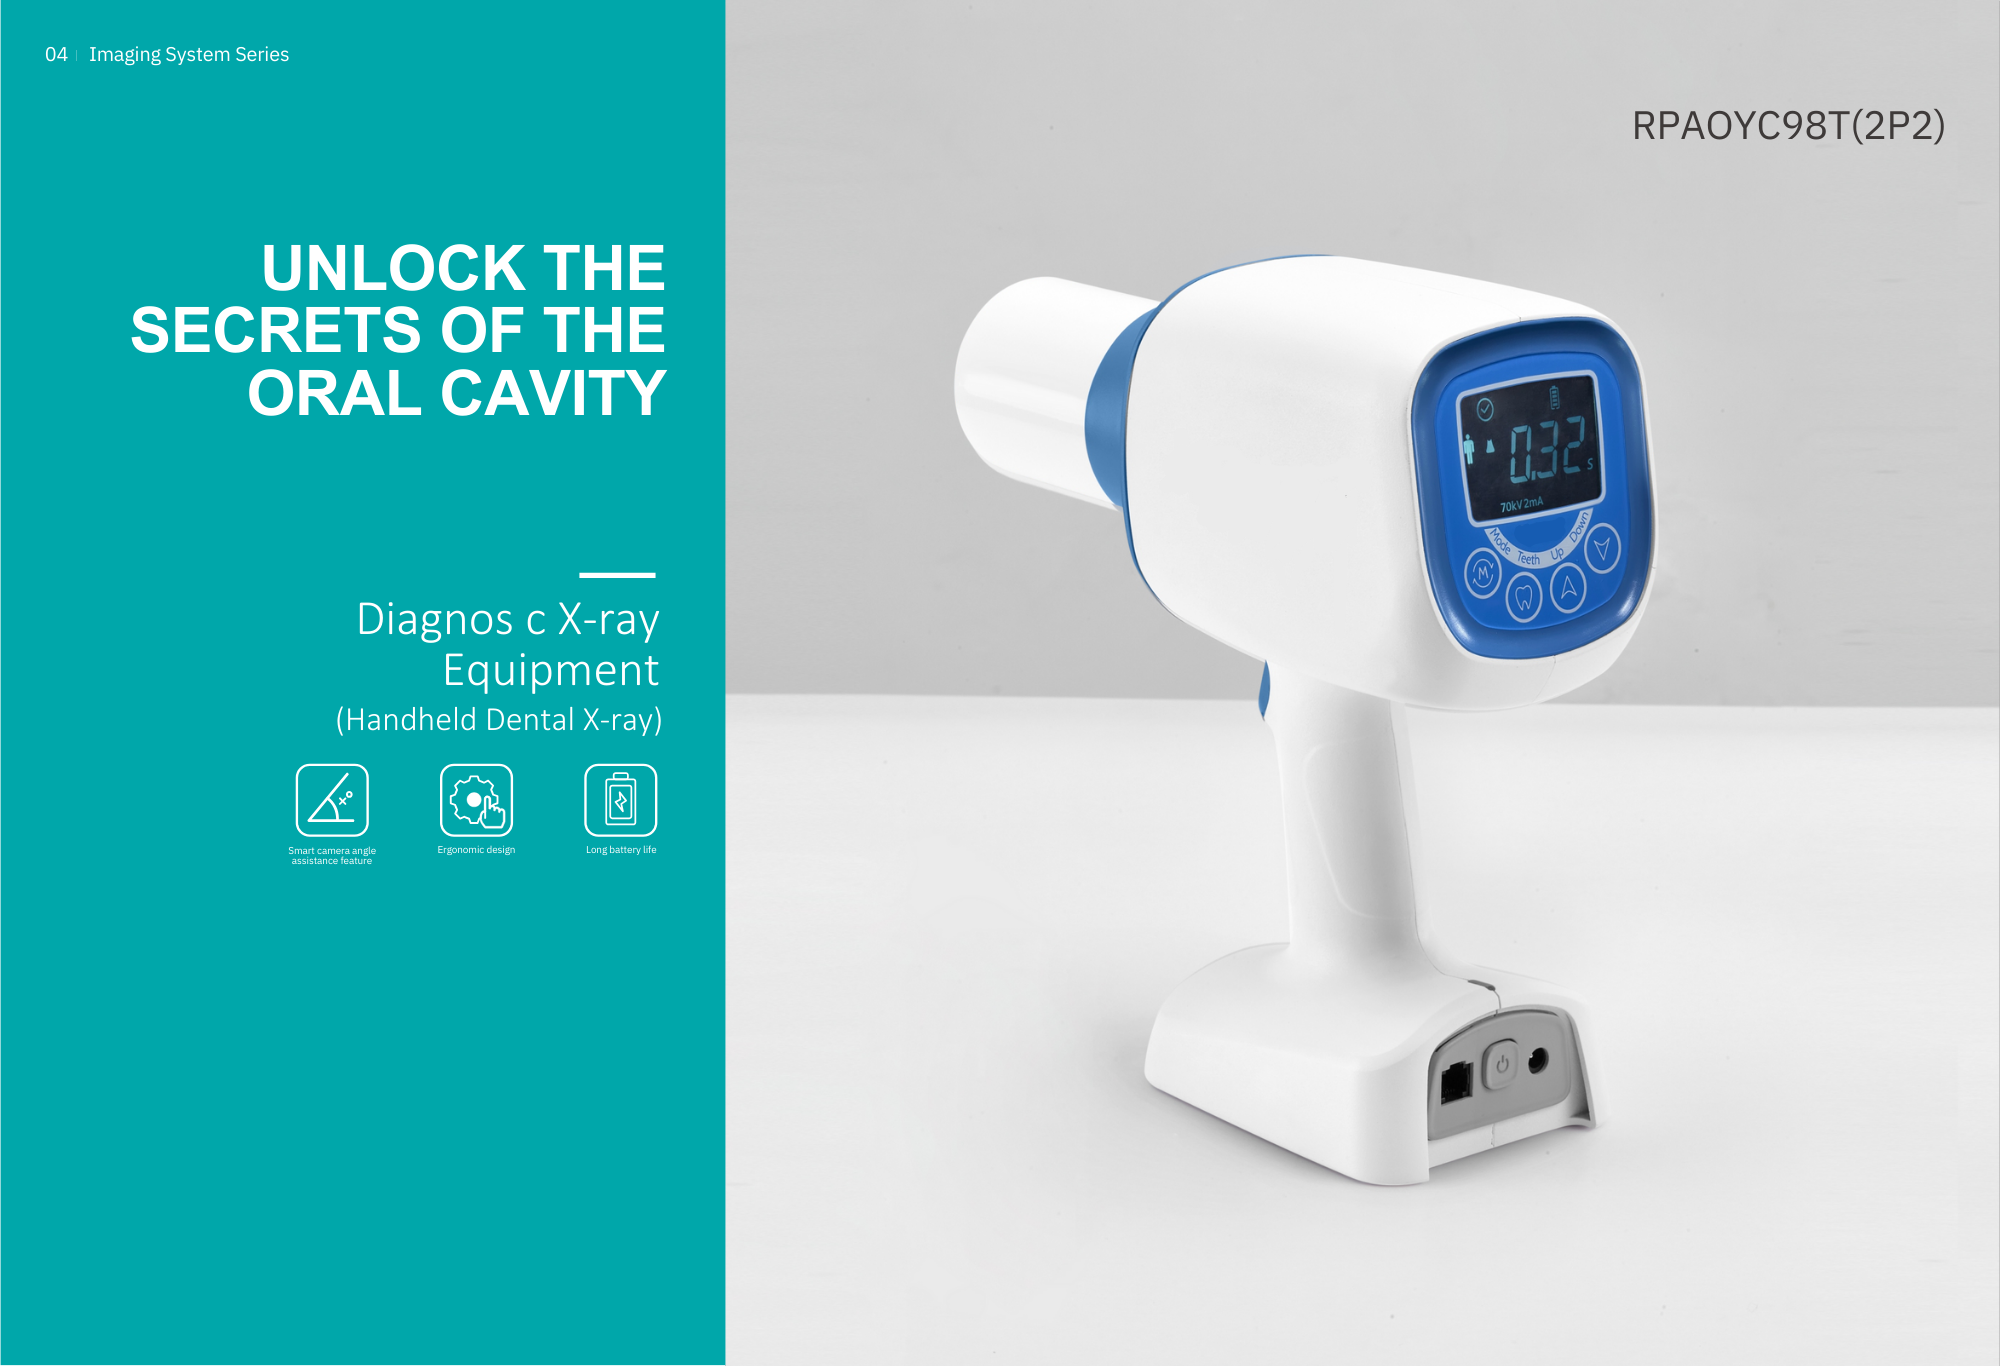 04 | Imaging System Series
RPAOYC98T(2P2)
UNLOCK THE
SECRETS OF THE
ORAL CAVITY
Diagnos c X-ray
Equipment
(Handheld Dental X-ray)
Smart camera angle
assistance feature
Ergonomic design
Long battery life
0.32 S
70kV 2mA
Mode Teeth Up Down
M